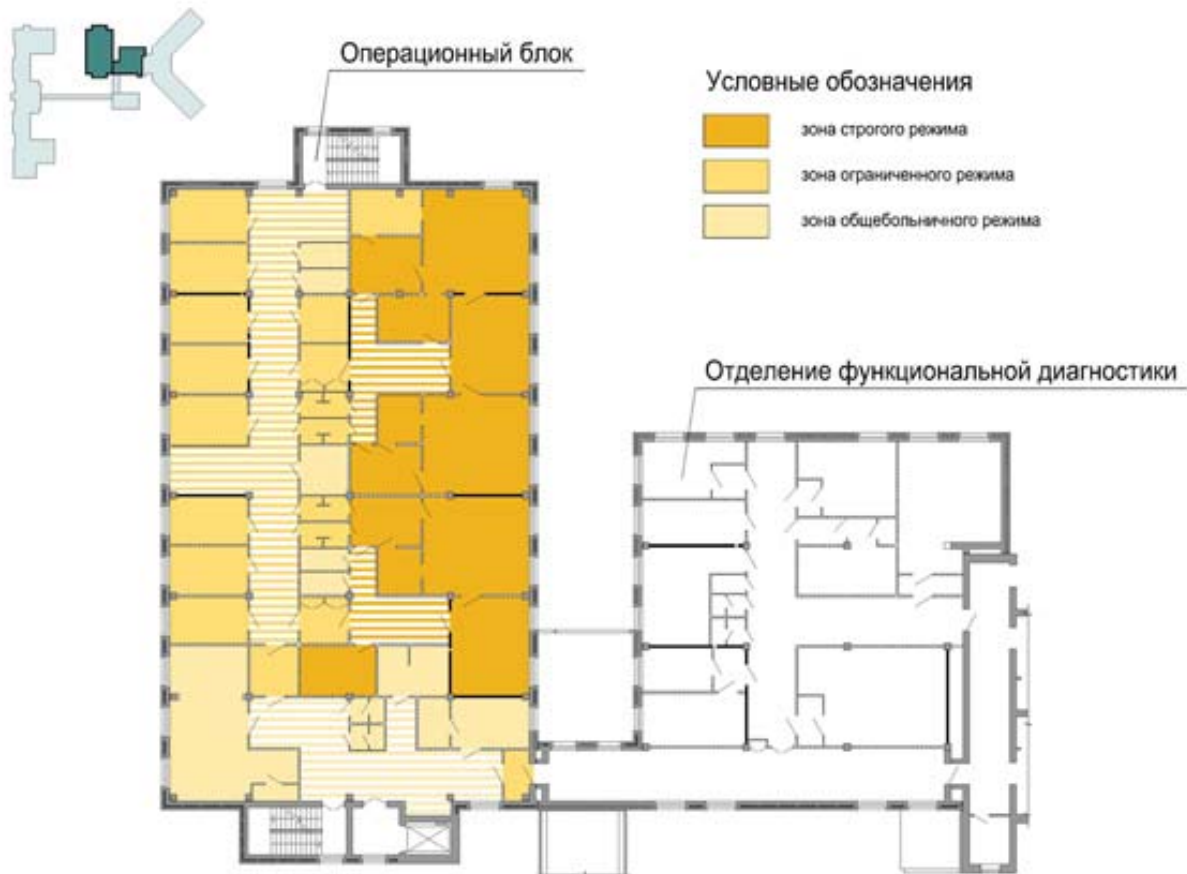 Операционный блок
Условные обозначения
зона строгого режима
зона ограниченного режима
зона общебольничного режима
Отделение функциональной диагностики